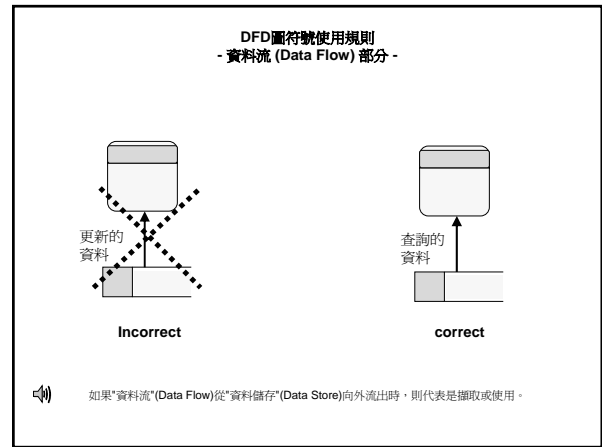 DFD圖符號使用規則
- 資料流 (Data Flow) 部分 -
更新的
資料
查詢的
資料
Incorrect
correct
如果"資料流"(Data Flow)從"資料儲存"(Data Store)向外流出時，則代表是擷取或使用。